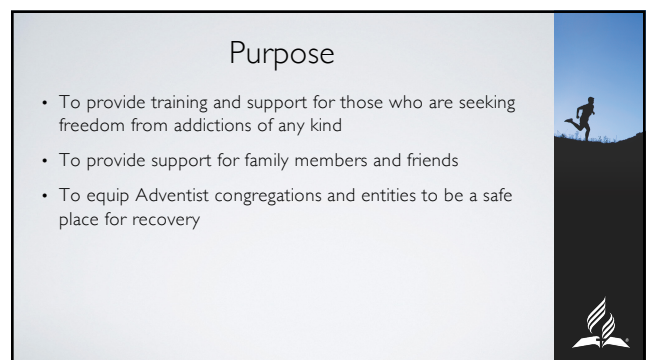 Purpose
• To provide training and support for those who are seeking
freedom from addictions of any kind
• To provide support for family members and friends
• To equip Adventist congregations and entities to be a safe
place for recovery